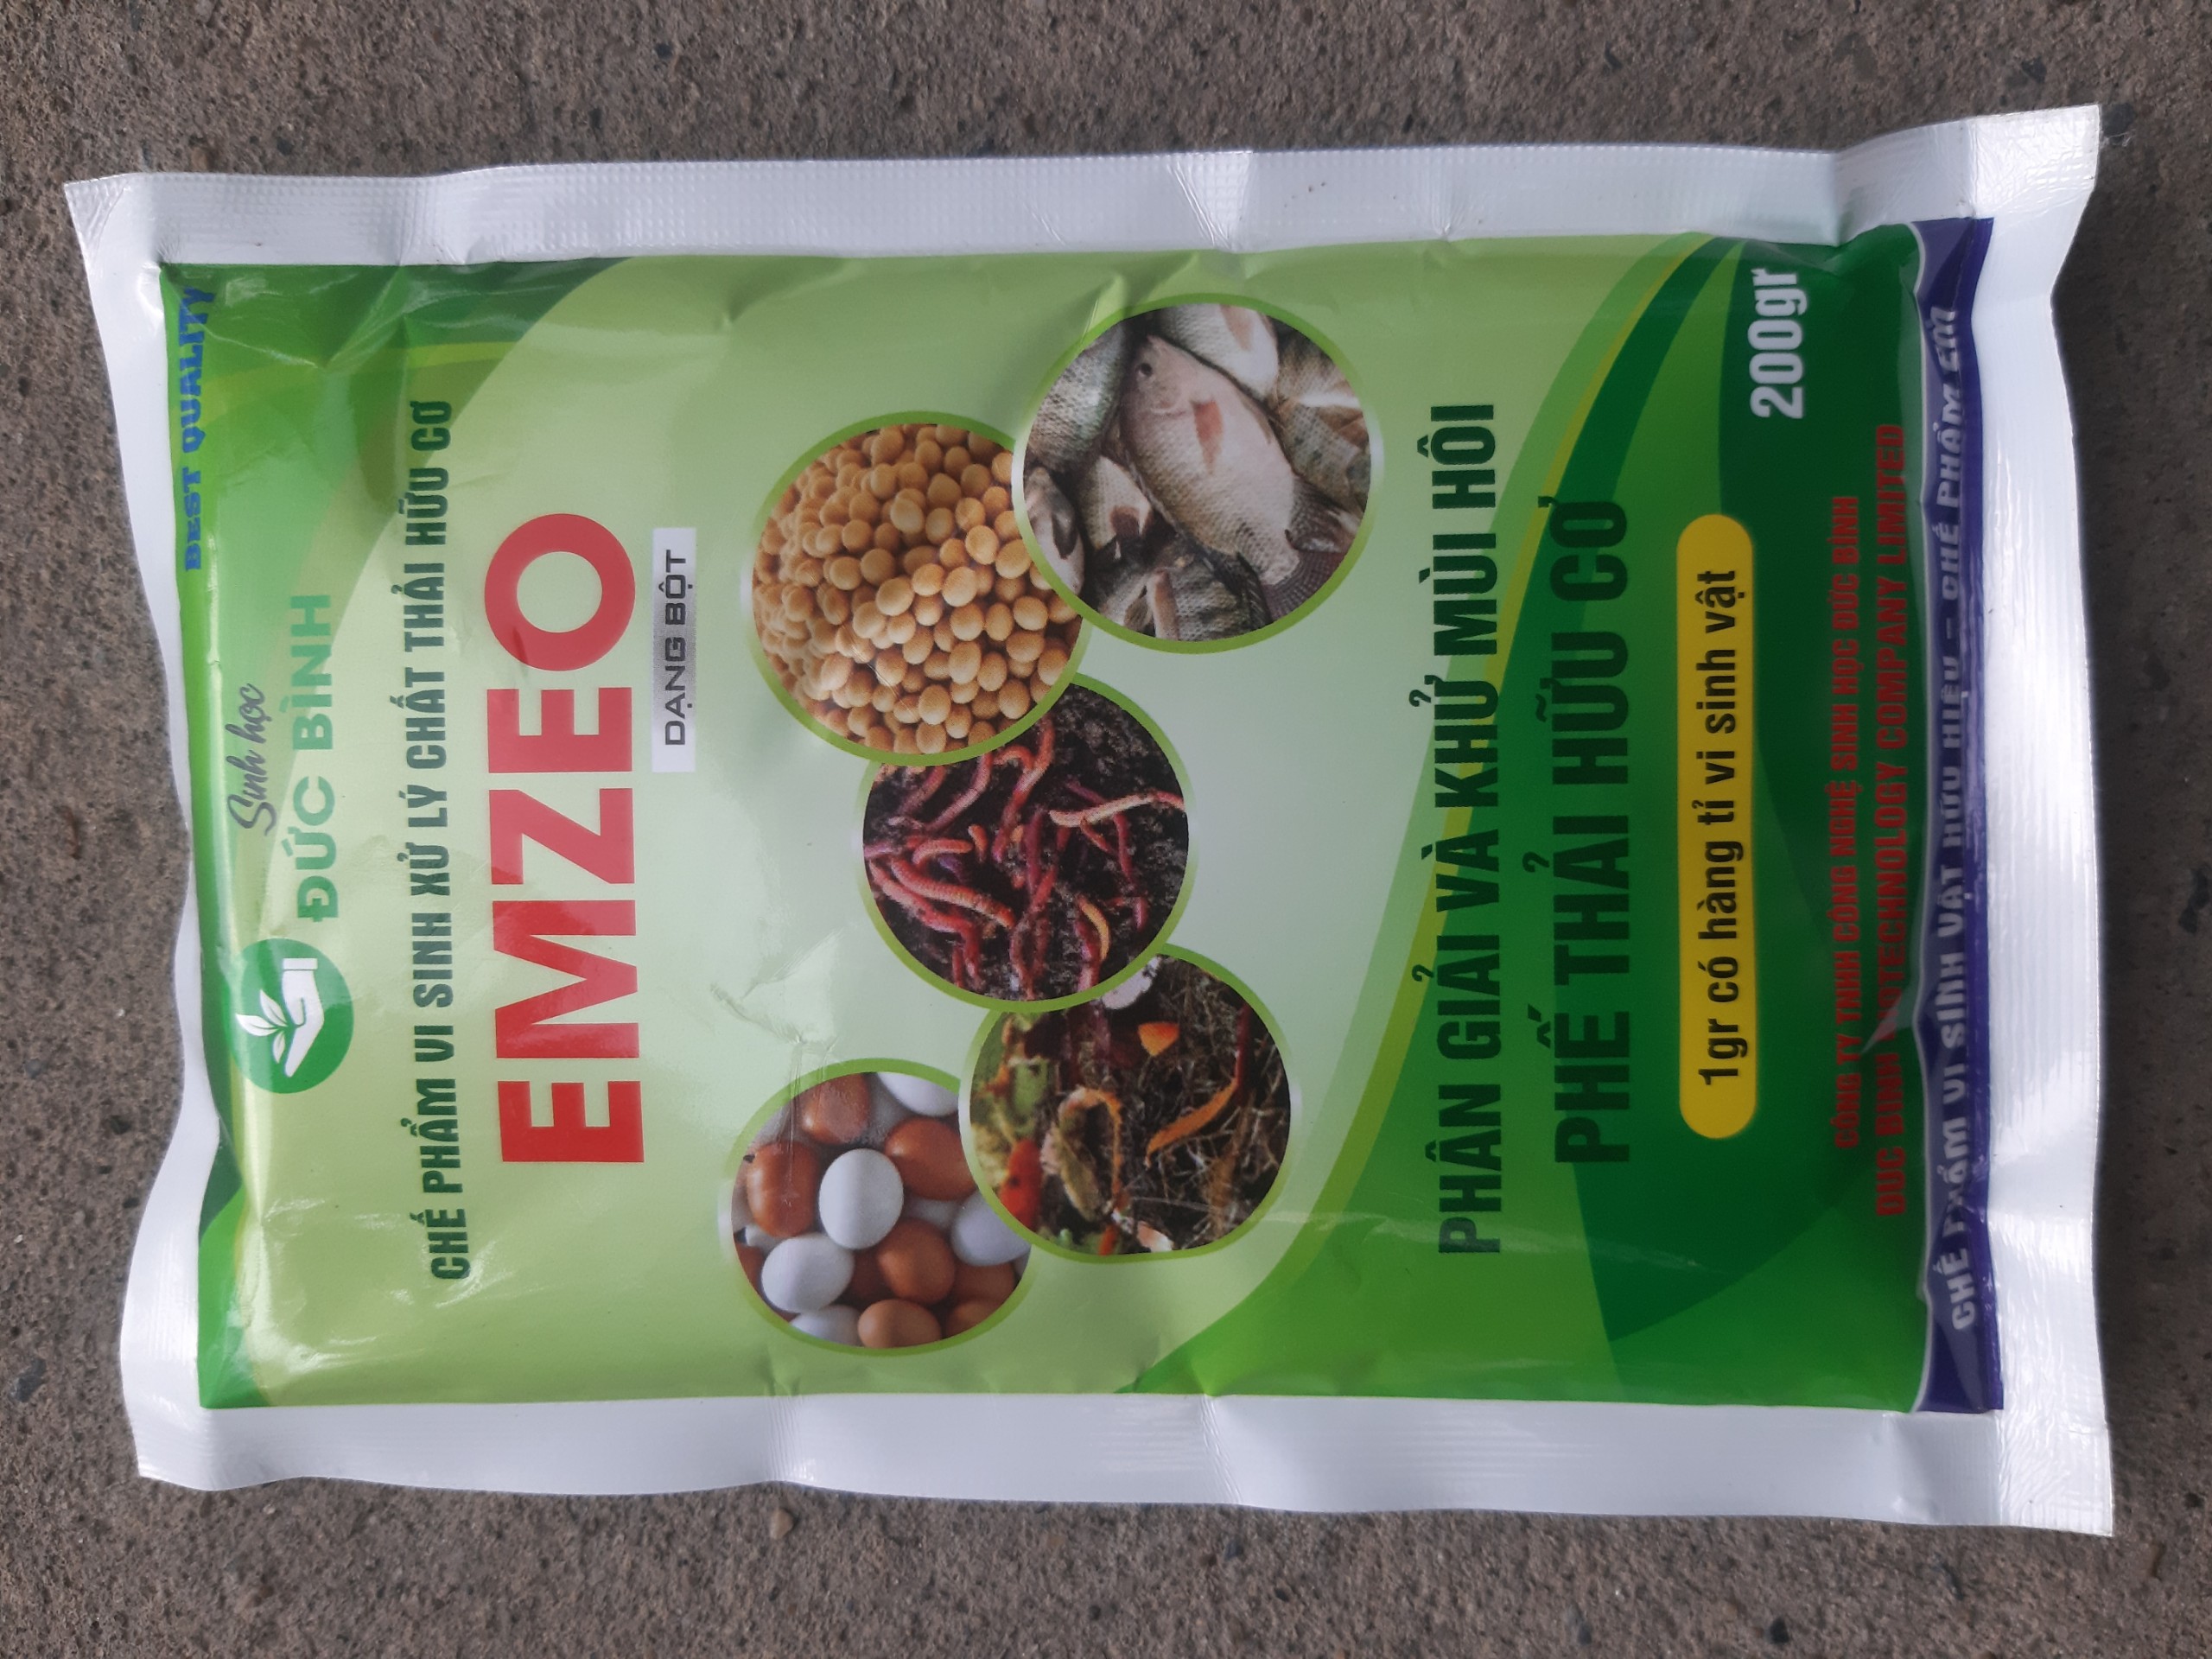 BEST QUALITY
Sinh học
ĐỨC BÌNH
CHẾ PHẨM VI SINH XỬ LÝ CHẤT THẢI HỮU CƠ
EMZEO
DẠNG BỘT
PHÂN GIẢI VÀ KHỬ MÙI HÔI
PHẾ THẢI HỮU CƠ
1gr có hàng tỉ vi sinh vật
200gr
CÔNG TY TNHH CÔNG NGHỆ SINH HỌC ĐỨC BÌNH
DUC BINH BIOTECHNOLOGY COMPANY LIMITED
CHẾ PHẨM VI SINH VẬT HỮU HIỆU - CHẾ PHẨM EM